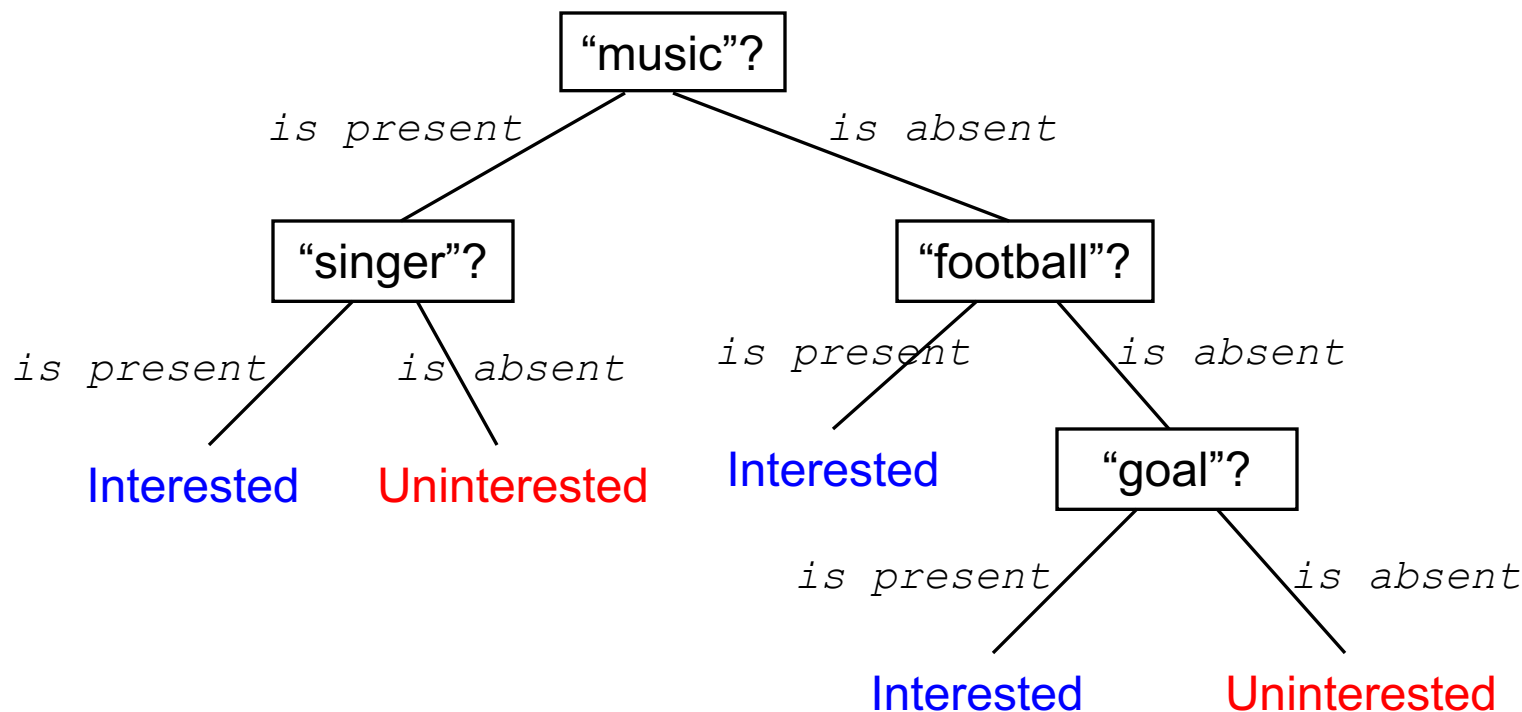 “music”?
is present
is absent
“singer”?
“football”?
is present
is absent
is present
is absent
Interested
Uninterested
Interested
“goal”?
is present
is absent
Interested
Uninterested